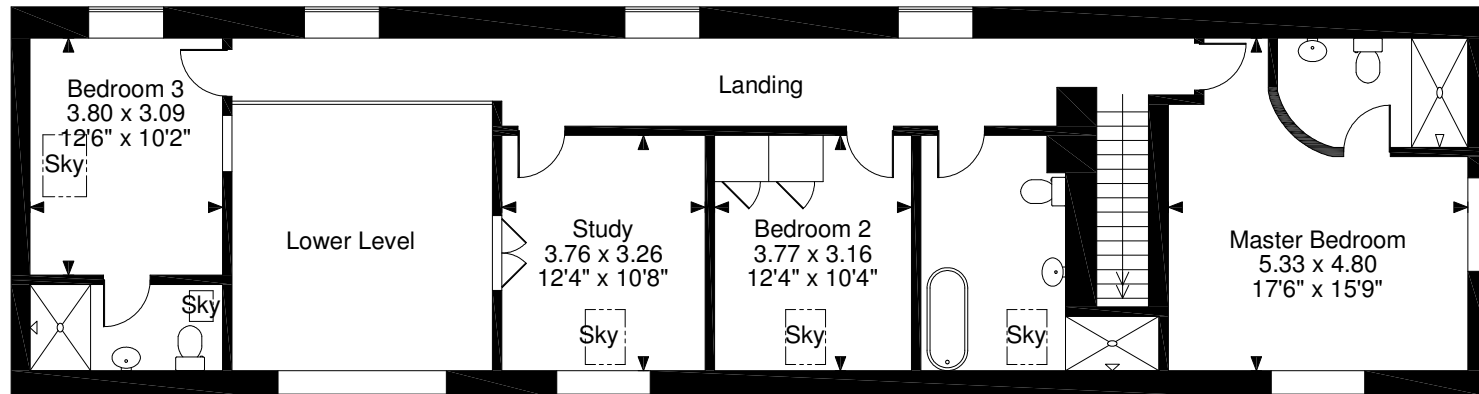 Bedroom 3
3.80 x 3.09
12'6" x 10'2"
Sky
Sky
Lower Level
Landing
Study
3.76 x 3.26
12'4" x 10'8"
Sky
Bedroom 2
3.77 x 3.16
12'4" x 10'4"
Sky
Sky
Master Bedroom
5.33 x 4.80
17'6" x 15'9"